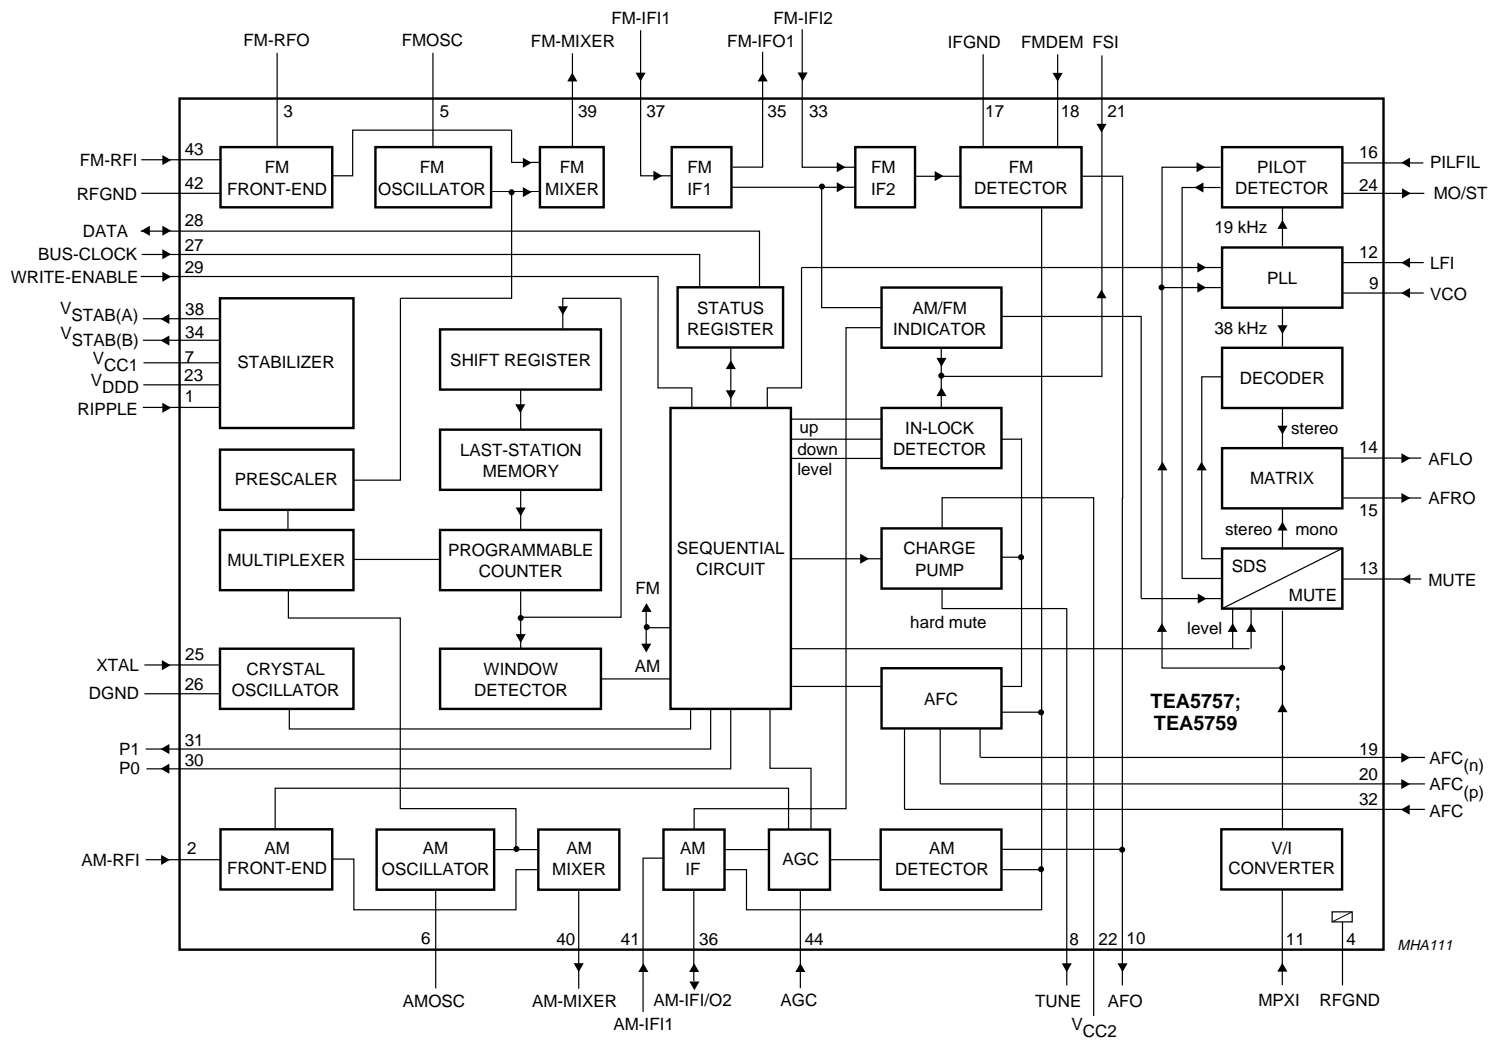 FM-IFI1
FM-IFI2
FM-RFO
FMOSC
FM-MIXER
FM-IFO1
IFGND
FMDEM
FSI
3
5
39
37
35
33
17
18
21
FM-RFI
43
RFGND
42
FM
FRONT-END
FM
OSCILLATOR
FM
MIXER
FM
IF1
FM
IF2
FM
DETECTOR
PILOT
DETECTOR
16
PILFIL
24
MO/ST
DATA
28
BUS-CLOCK
27
WRITE-ENABLE
29
19 kHz
PLL
12
LFI
9
VCO
38 kHz
VSTAB(A)
38
VSTAB(B)
34
VCC1
7
VDDD
23
RIPPLE
1
STABILIZER
SHIFT REGISTER
STATUS
REGISTER
AM/FM
INDICATOR
DECODER
stereo
LAST-STATION
MEMORY
up
down
level
IN-LOCK
DETECTOR
MATRIX
14
AFLO
AFRO
15
PRESCALER
MULTIPLEXER
PROGRAMMABLE
COUNTER
SEQUENTIAL
CIRCUIT
CHARGE
PUMP
stereo
mono
SDS
MUTE
13
MUTE
FM
AM
hard mute
level
XTAL
25
DGND
26
CRYSTAL
OSCILLATOR
WINDOW
DETECTOR
AFC
TEA5757;
TEA5759
P1
31
P0
30
19
AFC(n)
20
AFC(p)
32
AFC
AM-RFI
2
AM
FRONT-END
AM
OSCILLATOR
AM
MIXER
AM
IF
AGC
AM
DETECTOR
V/I
CONVERTER
6
40
41
36
44
8
22
10
11
4
MHA111
AMOSC
AM-MIXER
AM-IFI/O2
AGC
TUNE
AFO
MPXI
RFGND
AM-IFI1
VCC2